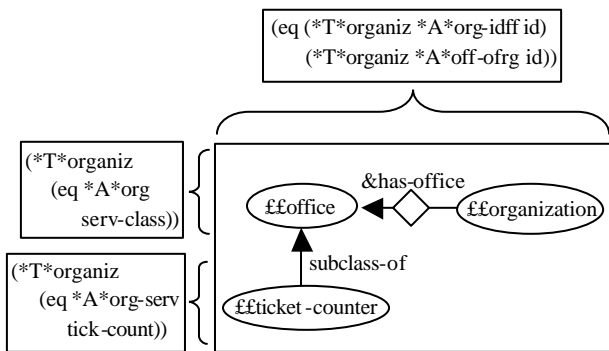 (eq (*T*organiz *A*org-idff id)
(*T*organiz *A*off-ofrg id))
(*T*organiz
(eq *A*org
serv-class))
&has-office
££office
££organization
subclass-of
(*T*organiz
(eq *A*org-serv
tick-count))
££ticket-counter